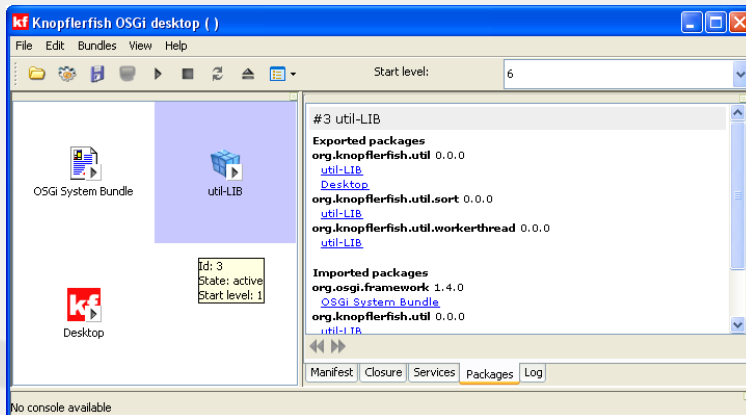 kf Knopflerfish OSGi desktop ( )
File Edit Bundles View Help
Start level: 6
OSGi System Bundle
util-LIB
Id: 3
State: active
Start level: 1
kf
Desktop
#3 util-LIB
Exported packages
org.knopflerfish.util 0.0.0
util-LIB
Desktop
org.knopflerfish.util.sort 0.0.0
util-LIB
org.knopflerfish.util.workerthread 0.0.0
util-LIB
Imported packages
org.osgi.framework 1.4.0
OSGi System Bundle
org.knopflerfish.util 0.0.0
util-LIB
Manifest Closure Services Packages Log
No console available